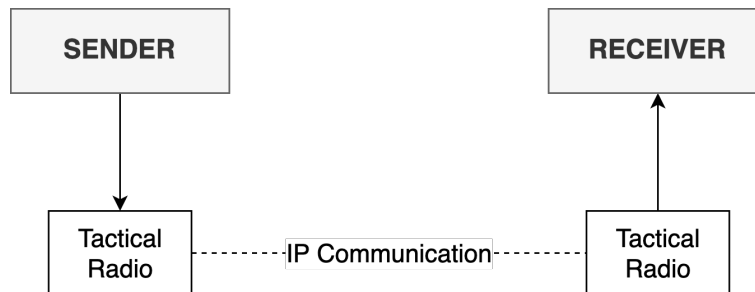 SENDER
RECEIVER
Tactical
Radio
IP Communication
Tactical
Radio